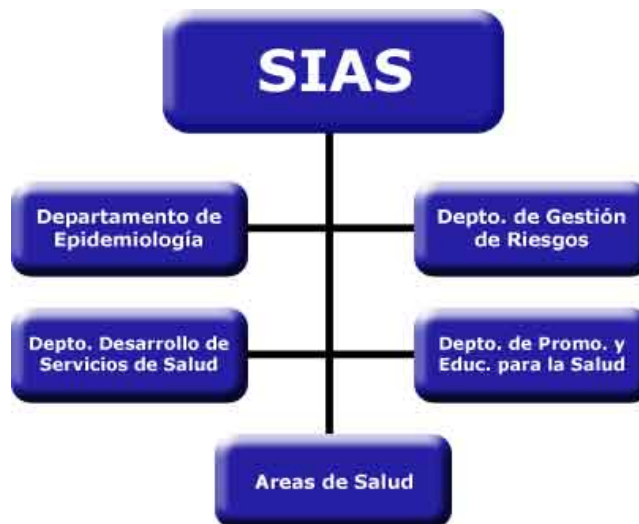 SIAS
Departamento de
Epidemiología
Depto. de Gestión
de Riesgos
Depto. Desarrollo de
Servicios de Salud
Depto. de Promo. y
Educ. para la Salud
Areas de Salud